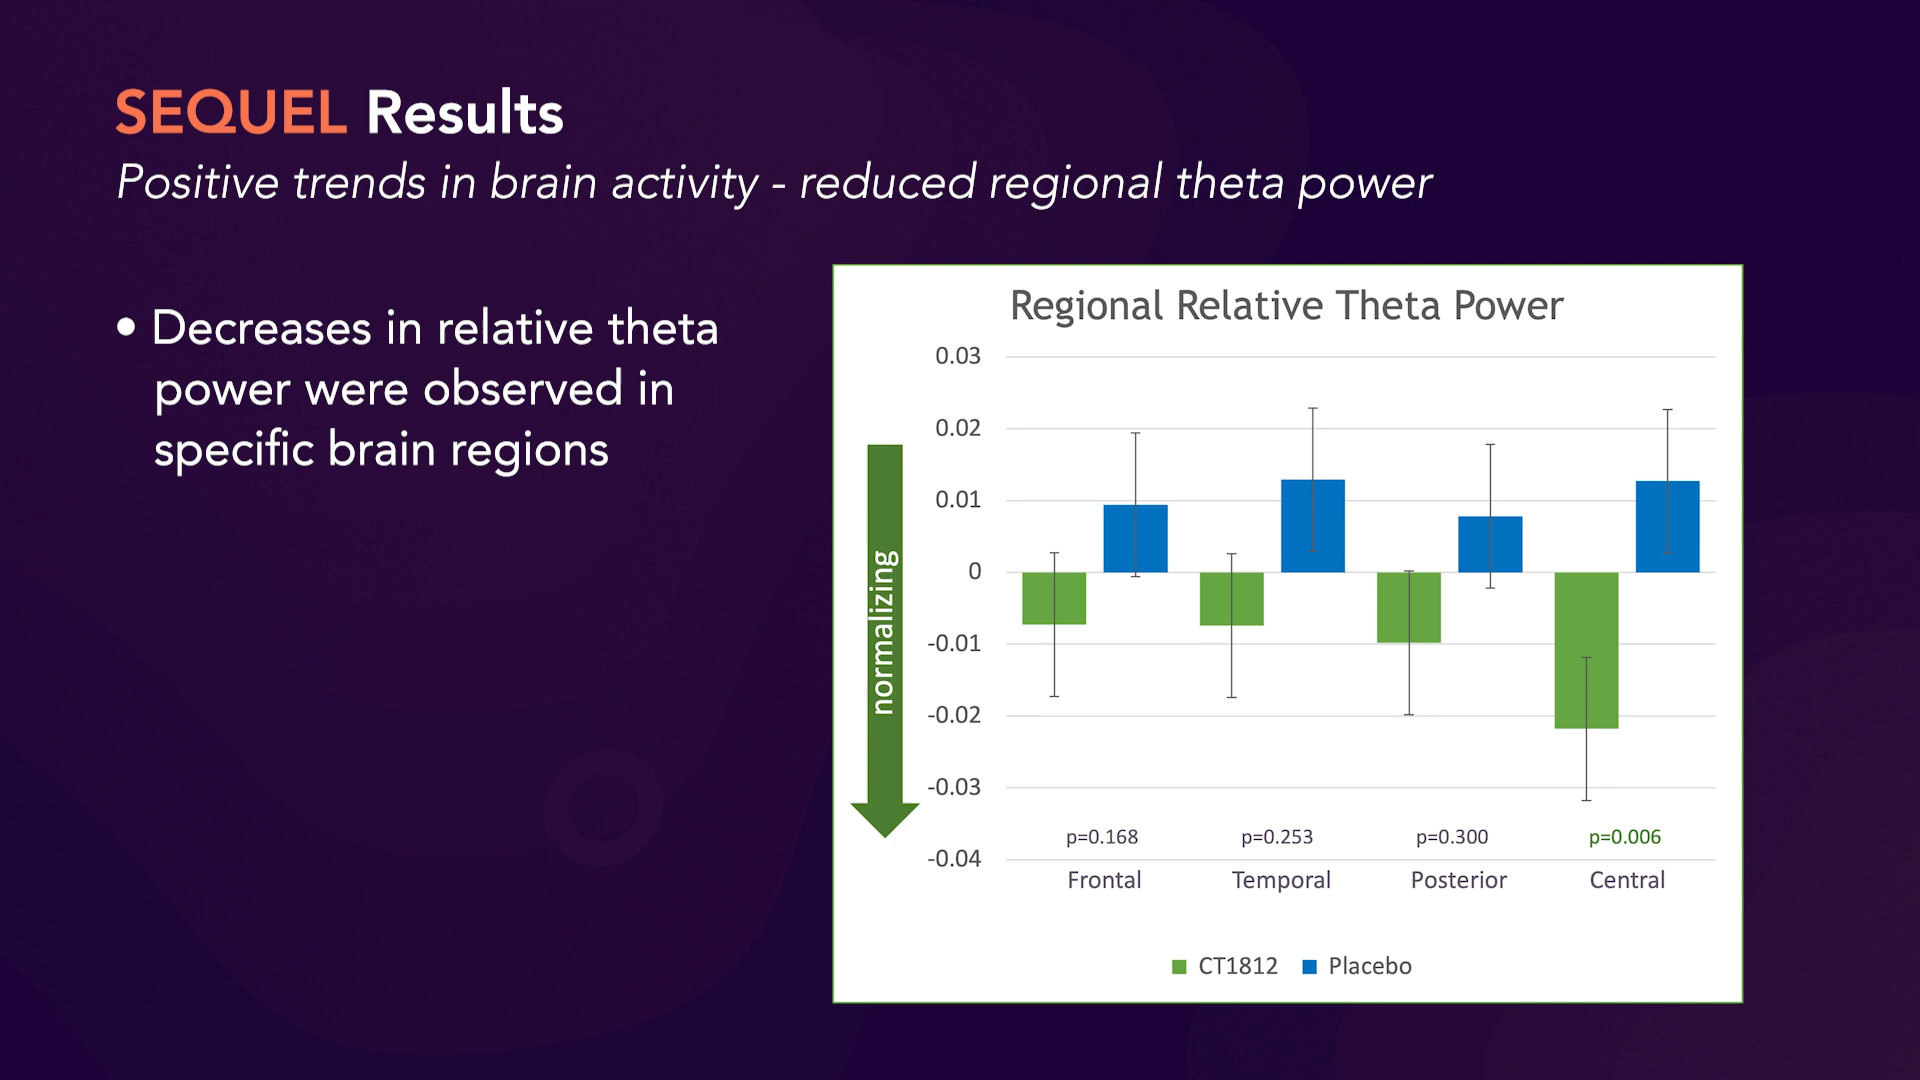 SEQUEL Results
Positive trends in brain activity - reduced regional theta power
• Decreases in relative theta
power were observed in
specific brain regions
Regional Relative Theta Power
normalizing
0.03
0.02
0.01
0
-0.01
-0.02
-0.03
-0.04
p=0.168 p=0.253 p=0.300 p=0.006
Frontal Temporal Posterior Central
CT1812 Placebo